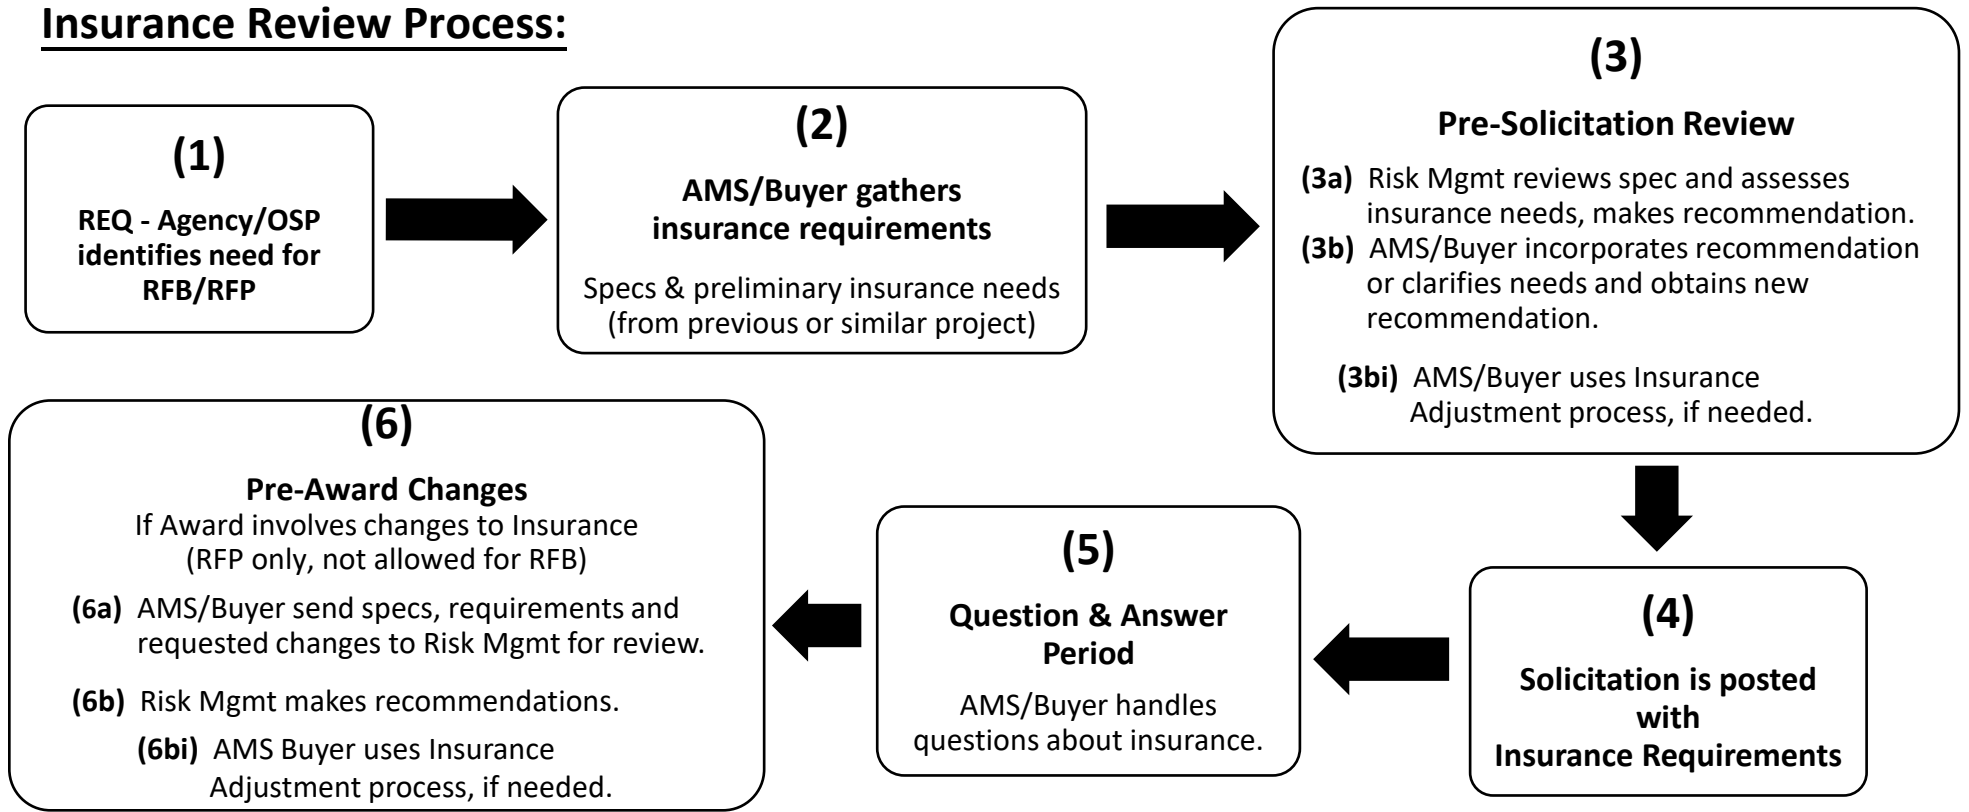 Insurance Review Process:
(1)
REQ - Agency/OSP
identifies need for
RFB/RFP
(2)
AMS/Buyer gathers
insurance requirements
Specs & preliminary insurance needs
(from previous or similar project)
(3)
Pre-Solicitation Review
(3a) Risk Mgmt reviews spec and assesses
insurance needs, makes recommendation.
(3b) AMS/Buyer incorporates recommendation
or clarifies needs and obtains new
recommendation.
(3bi) AMS/Buyer uses Insurance
Adjustment process, if needed.
(4)
Solicitation is posted
with
Insurance Requirements
(5)
Question & Answer
Period
AMS/Buyer handles
questions about insurance.
(6)
Pre-Award Changes
If Award involves changes to Insurance
(RFP only, not allowed for RFB)
(6a) AMS/Buyer send specs, requirements and
requested changes to Risk Mgmt for review.
(6b) Risk Mgmt makes recommendations.
(6bi) AMS Buyer uses Insurance
Adjustment process, if needed.